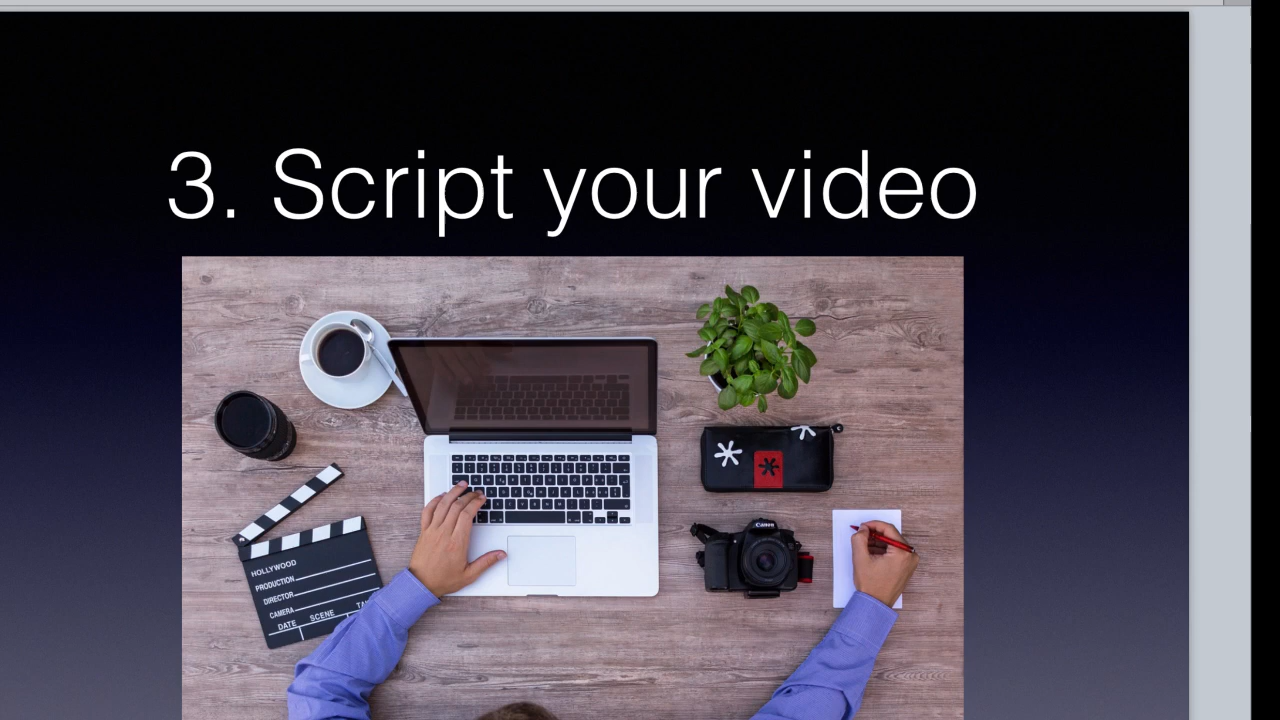 3. Script your video
Canon
HOLLYWOOD
PRODUCTION
DIRECTOR
CAMERA
DATE SCENE